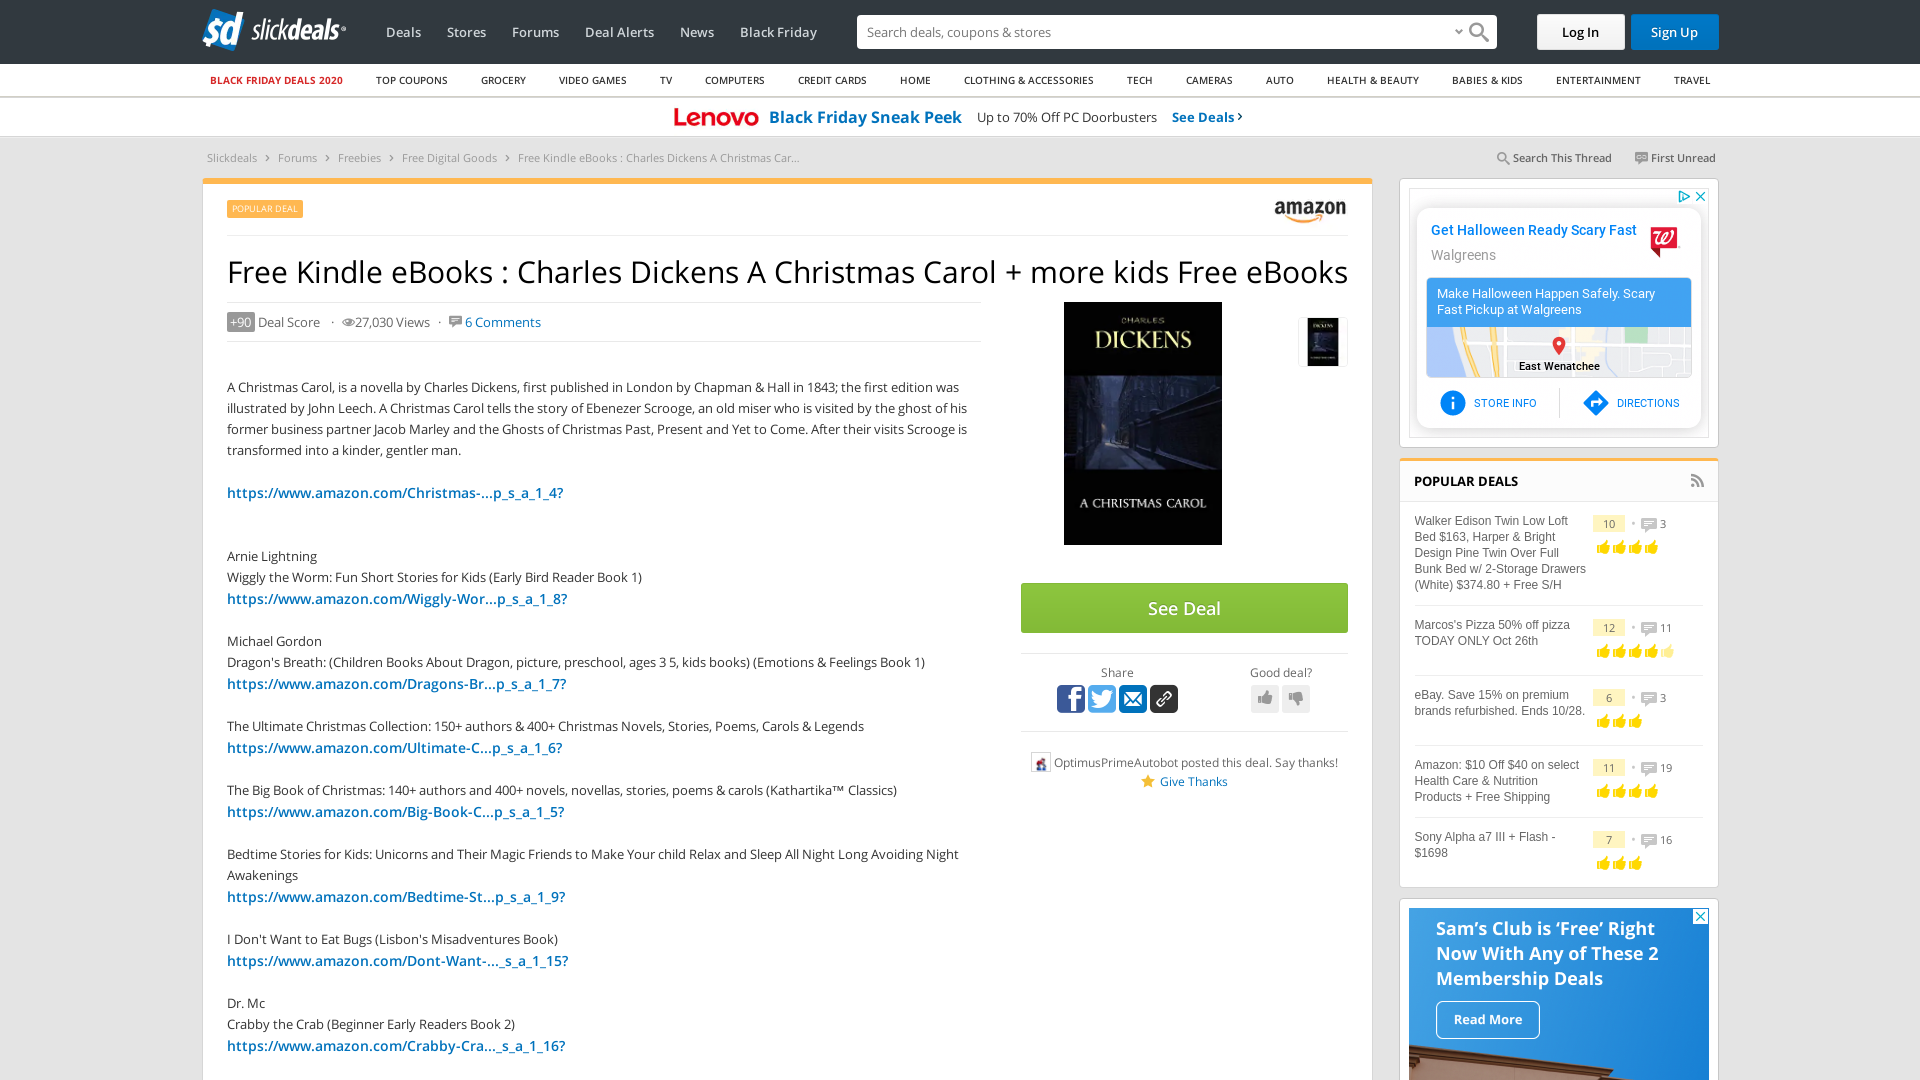 slickdeals
Deals
Stores
Forums
Deal Alerts
News
Black Friday
Search deals, coupons & stores
Log In
Sign Up
BLACK FRIDAY DEALS 2020
TOP COUPONS
GROCERY
VIDEO GAMES
TV
COMPUTERS
CREDIT CARDS
HOME
CLOTHING & ACCESSORIES
TECH
CAMERAS
AUTO
HEALTH & BEAUTY
BABIES & KIDS
ENTERTAINMENT
TRAVEL
Lenovo Black Friday Sneak Peek Up to 70% Off PC Doorbusters See Deals
Slickdeals > Forums > Freebies > Free Digital Goods > Free Kindle eBooks : Charles Dickens A Christmas Car...
Search This Thread
First Unread
POPULAR DEAL
amazon
Free Kindle eBooks : Charles Dickens A Christmas Carol + more kids Free eBooks
+90 Deal Score · 27,030 Views · 6 Comments
A Christmas Carol, is a novella by Charles Dickens, first published in London by Chapman & Hall in 1843; the first edition was
illustrated by John Leech. A Christmas Carol tells the story of Ebenezer Scrooge, an old miser who is visited by the ghost of his
former business partner Jacob Marley and the Ghosts of Christmas Past, Present and Yet to Come. After their visits Scrooge is
transformed into a kinder, gentler man.
https://www.amazon.com/Christmas-...p_s_a_1_4?
Arnie Lightning
Wiggly the Worm: Fun Short Stories for Kids (Early Bird Reader Book 1)
https://www.amazon.com/Wiggly-Wor...p_s_a_1_8?
Michael Gordon
Dragon's Breath: (Children Books About Dragon, picture, preschool, ages 3 5, kids books) (Emotions & Feelings Book 1)
https://www.amazon.com/Dragons-Br...p_s_a_1_7?
The Ultimate Christmas Collection: 150+ authors & 400+ Christmas Novels, Stories, Poems, Carols & Legends
https://www.amazon.com/Ultimate-C...p_s_a_1_6?
The Big Book of Christmas: 140+ authors and 400+ novels, novellas, stories, poems & carols (Kathartika™ Classics)
https://www.amazon.com/Big-Book-C...p_s_a_1_5?
Bedtime Stories for Kids: Unicorns and Their Magic Friends to Make Your child Relax and Sleep All Night Long Avoiding Night
Awakenings
https://www.amazon.com/Bedtime-St...p_s_a_1_9?
I Don't Want to Eat Bugs (Lisbon's Misadventures Book)
https://www.amazon.com/Dont-Want-..._s_a_1_15?
Dr. Mc
Crabby the Crab (Beginner Early Readers Book 2)
https://www.amazon.com/Crabby-Cra..._s_a_1_16?
CHARLES
DICKENS
A CHRISTMAS CAROL
DICKENS
See Deal
Share
Good deal?
OptimusPrimeAutobot posted this deal. Say thanks!
Give Thanks
Get Halloween Ready Scary Fast
Walgreens
Make Halloween Happen Safely. Scary
Fast Pickup at Walgreens
East Wenatchee
STORE INFO
DIRECTIONS
POPULAR DEALS
Walker Edison Twin Low Loft
Bed $163, Harper & Bright
Design Pine Twin Over Full
Bunk Bed w/ 2-Storage Drawers
(White) $374.80 + Free S/H
10 • 3
Marcos's Pizza 50% off pizza
TODAY ONLY Oct 26th
12 • 11
eBay. Save 15% on premium
brands refurbished. Ends 10/28.
6 • 3
Amazon: $10 Off $40 on select
Health Care & Nutrition
Products + Free Shipping
11 • 19
Sony Alpha a7 III + Flash -
$1698
7 • 16
Sam's Club is 'Free' Right
Now With Any of These 2
Membership Deals
Read More